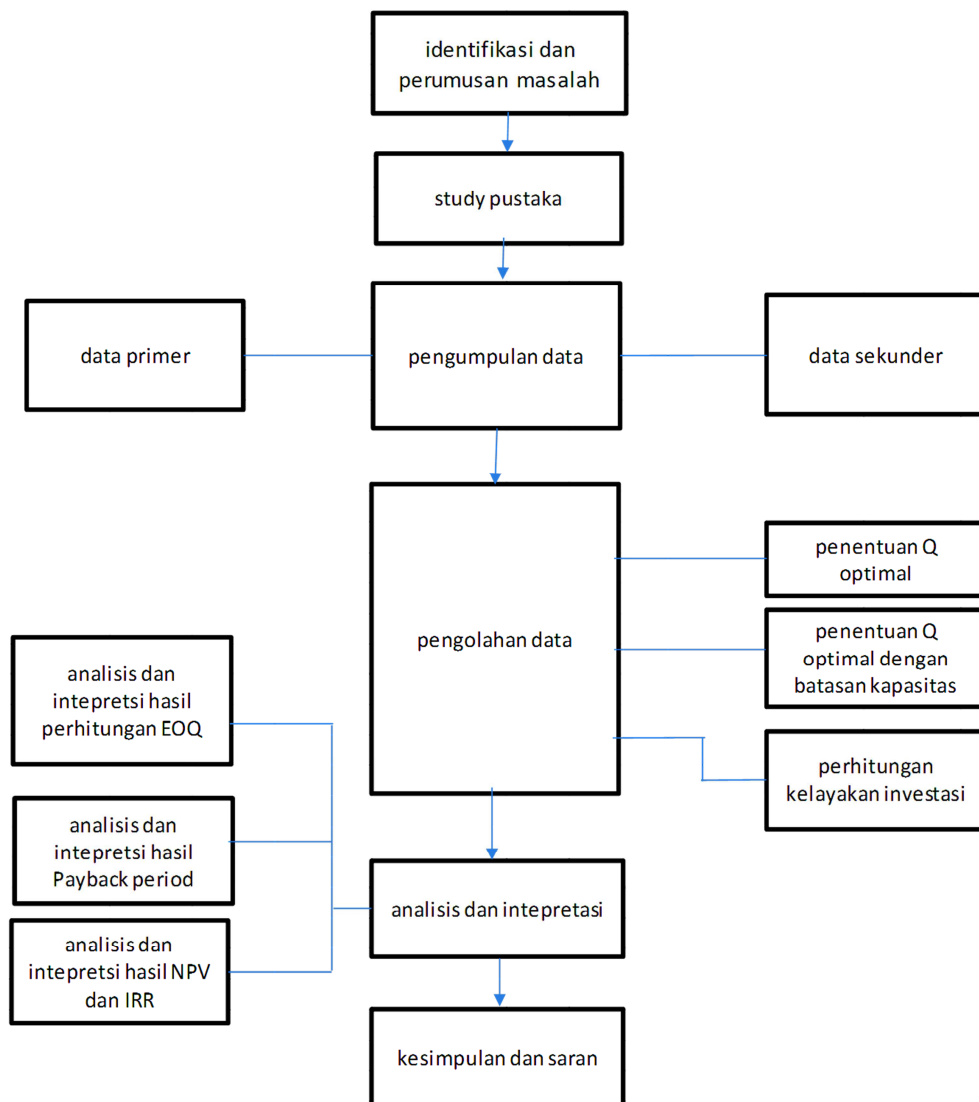 identifikasi dan
perumusan masalah
study pustaka
data primer
pengumpulan data
data sekunder
pengolahan data
penentuan Q
optimal
penentuan Q
optimal dengan
batasan kapasitas
perhitungan
kelayakan investasi
analisis dan
intepretsi hasil
perhitungan EOQ
analisis dan
intepretsi hasil
Payback period
analisis dan
intepretsi hasil NPV
dan IRR
analisis dan intepretasi
kesimpulan dan saran